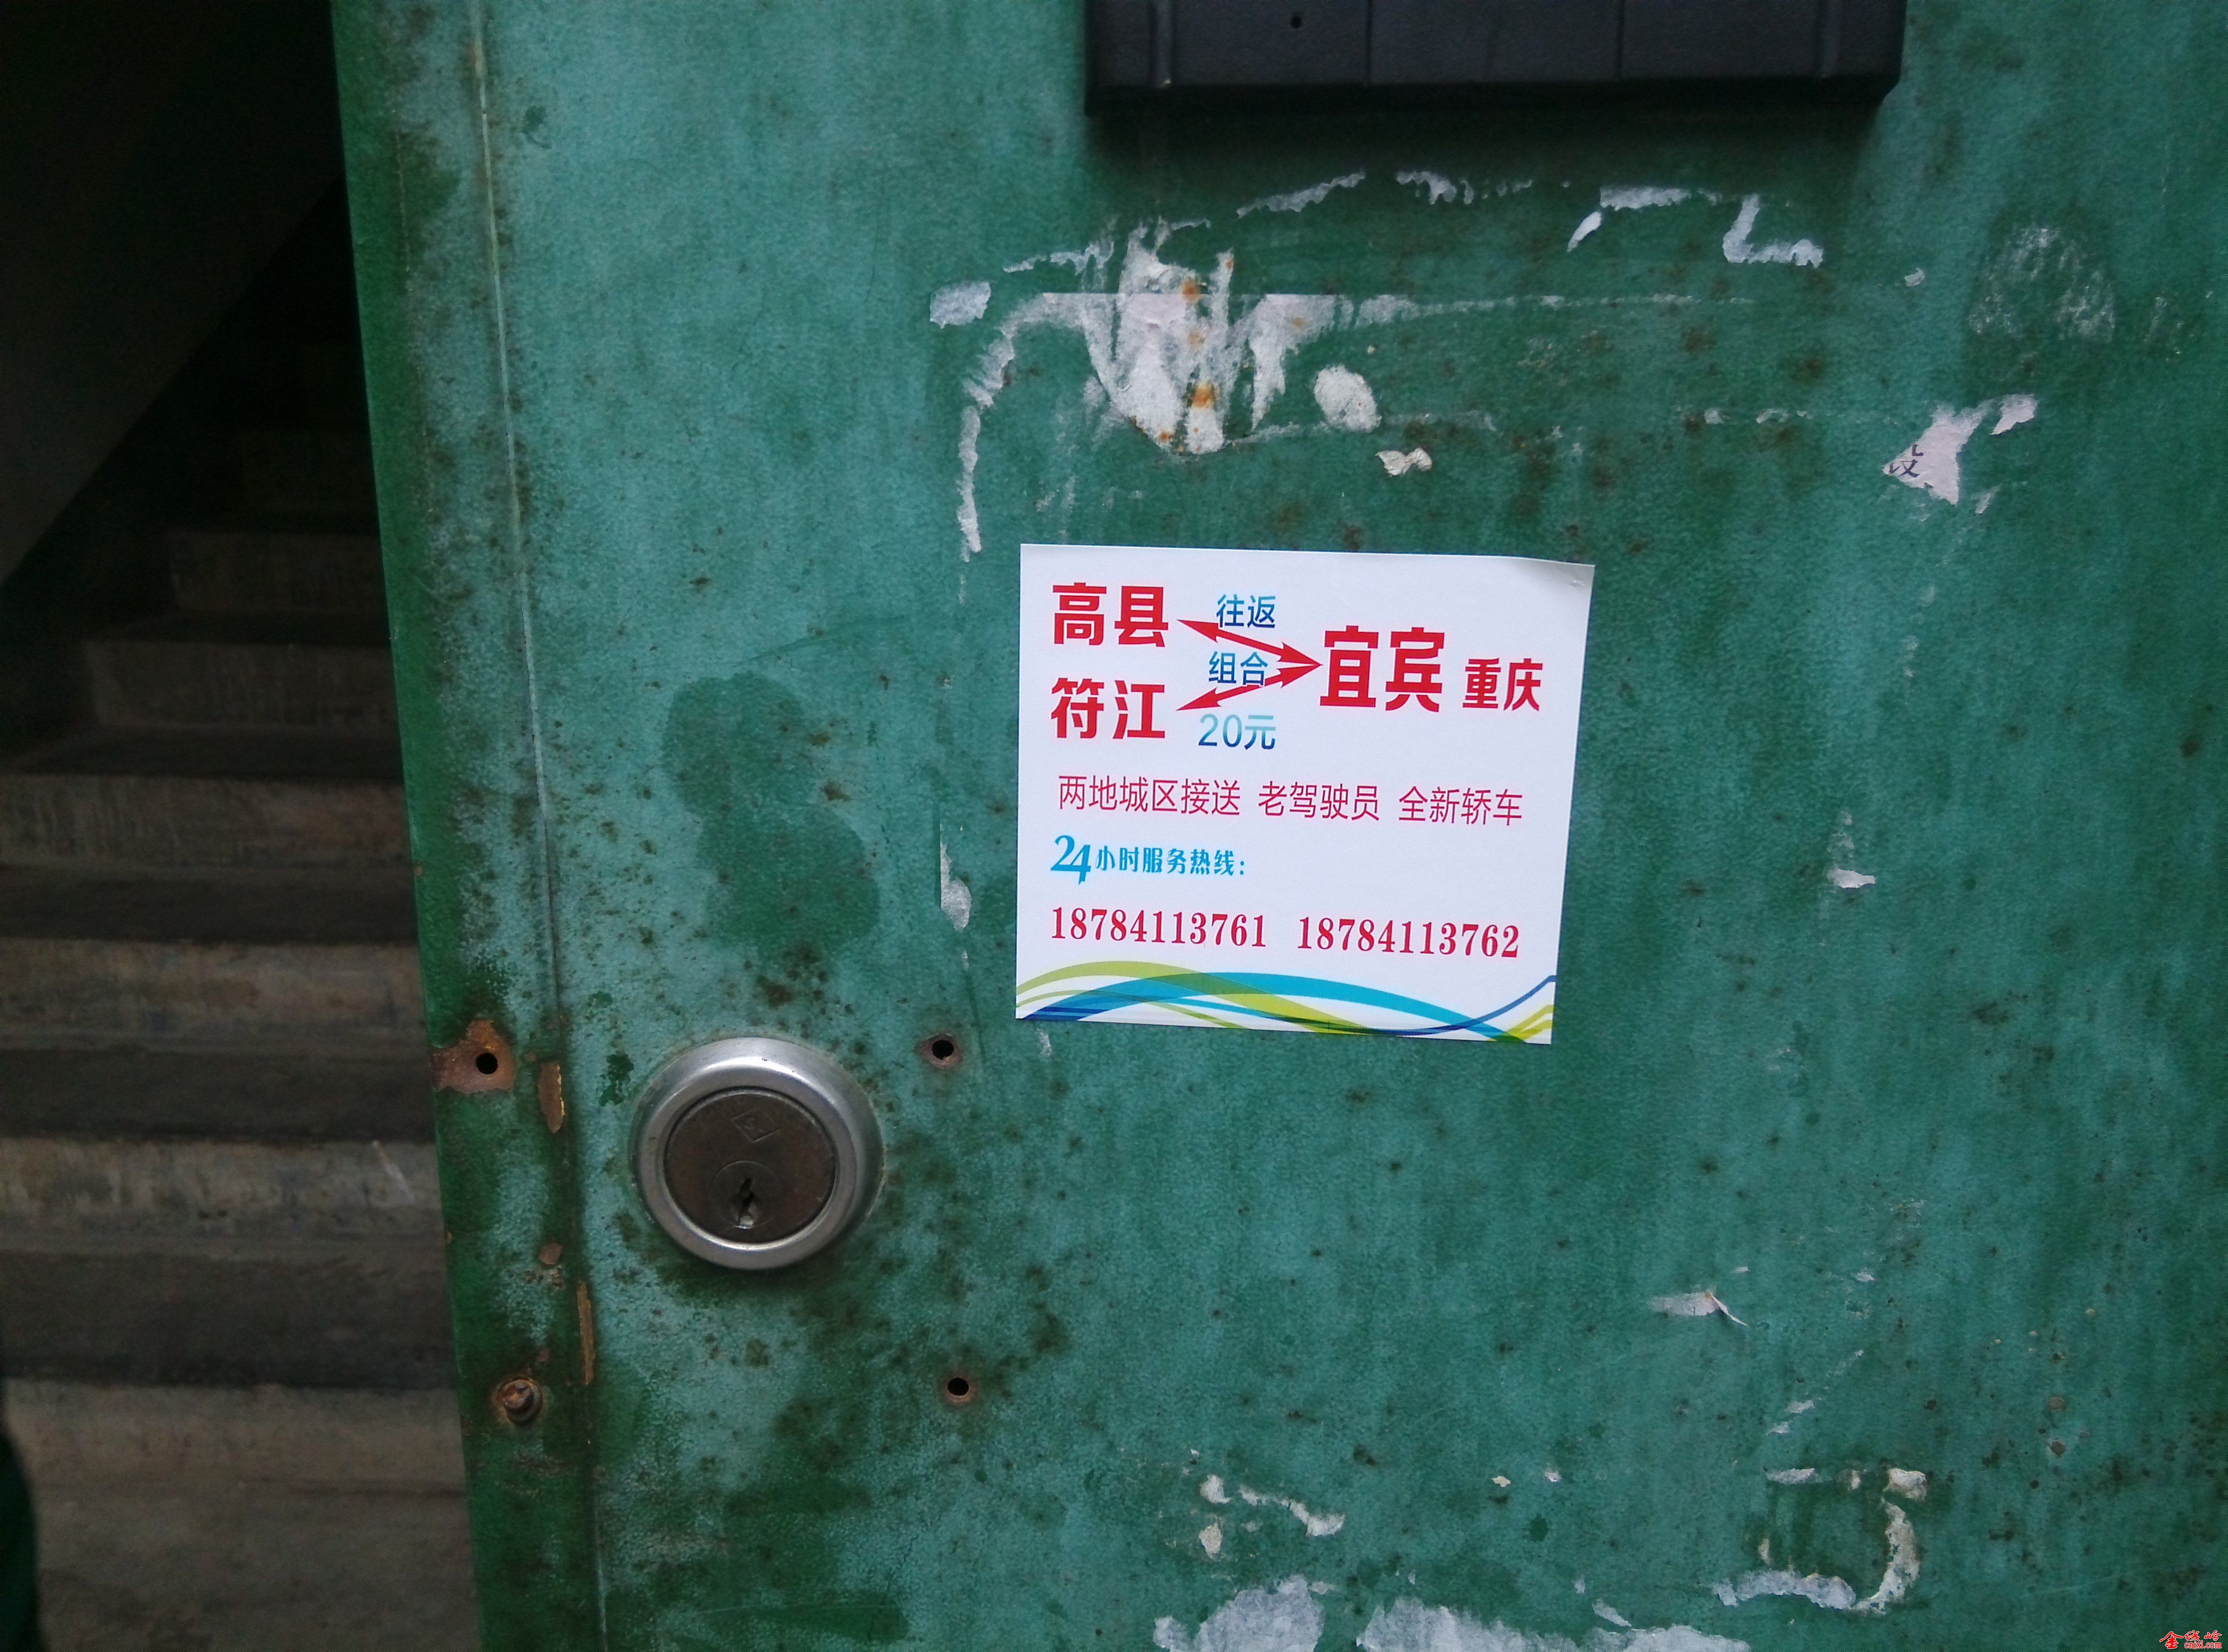 高县 往返
组合 宜宾 重庆
符江 20元
两地城区接送 老驾驶员 全新轿车
24小时服务热线:
18784113761 18784113762